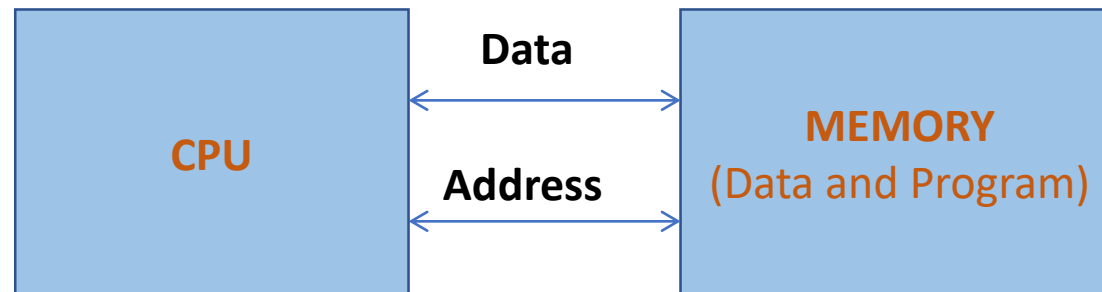 Data
CPU
MEMORY
(Data and Program)
Address